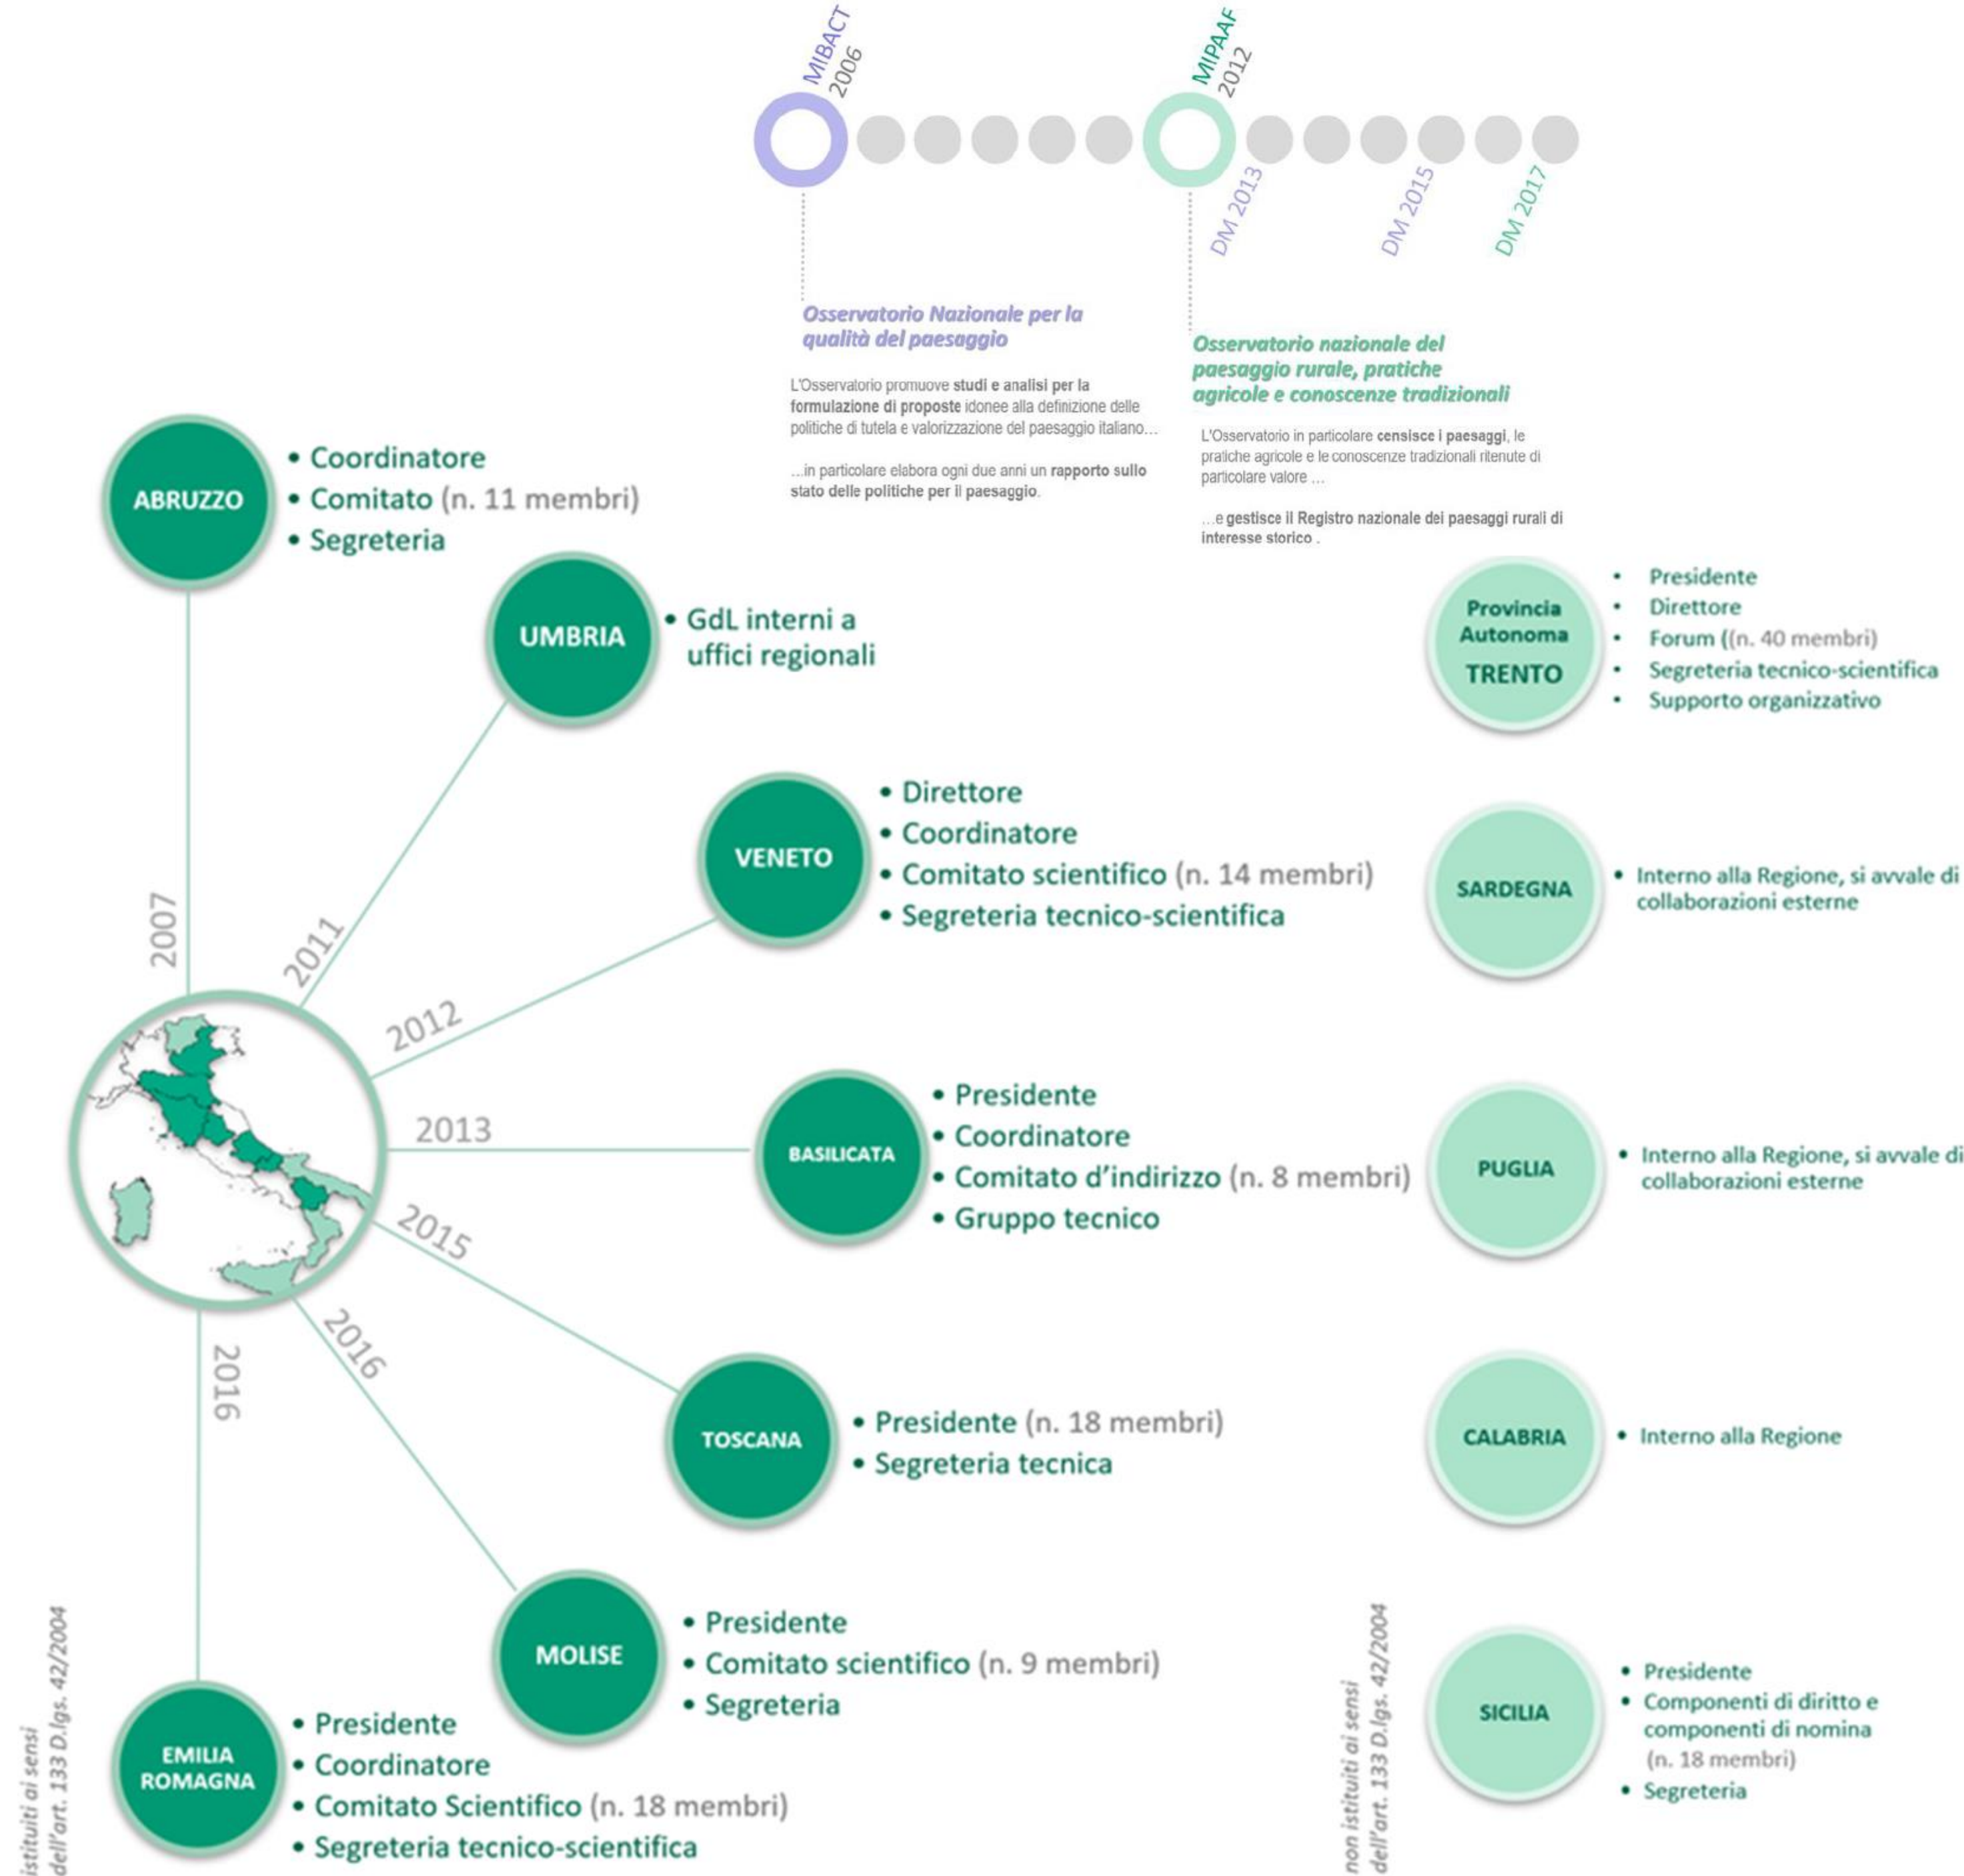 MIBACT
2006
MIPAAF
2012
DM 2013
DM 2015
DM 2017
Osservatorio Nazionale per la
qualità del paesaggio
L'Osservatorio promuove studi e analisi per la
formulazione di proposte idonee alla definizione delle
politiche di tutela e valorizzazione del paesaggio italiano…
…in particolare elabora ogni due anni un rapporto sullo
stato delle politiche per il paesaggio.
Osservatorio nazionale del
paesaggio rurale, pratiche
agricole e conoscenze tradizionali
L'Osservatorio in particolare censisce i paesaggi, le
pratiche agricole e le conoscenze tradizionali ritenute di
particolare valore …
…e gestisce il Registro nazionale dei paesaggi rurali di
interesse storico .
ABRUZZO
• Coordinatore
• Comitato (n. 11 membri)
• Segreteria
UMBRIA
• GdL interni a
uffici regionali
VENETO
• Direttore
• Coordinatore
• Comitato scientifico (n. 14 membri)
• Segreteria tecnico-scientifica
BASILICATA
• Presidente
• Coordinatore
• Comitato d'indirizzo (n. 8 membri)
• Gruppo tecnico
TOSCANA
• Presidente (n. 18 membri)
• Segreteria tecnica
MOLISE
• Presidente
• Comitato scientifico (n. 9 membri)
• Segreteria
EMILIA
ROMAGNA
• Presidente
• Coordinatore
• Comitato Scientifico (n. 18 membri)
• Segreteria tecnico-scientifica
2007
2011
2012
2013
2015
2016
2016
istituiti ai sensi
dell'art. 133 D.lgs. 42/2004
Provincia
Autonoma
TRENTO
• Presidente
• Direttore
• Forum ((n. 40 membri)
• Segreteria tecnico-scientifica
• Supporto organizzativo
SARDEGNA
• Interno alla Regione, si avvale di
collaborazioni esterne
PUGLIA
• Interno alla Regione, si avvale di
collaborazioni esterne
CALABRIA
• Interno alla Regione
SICILIA
• Presidente
• Componenti di diritto e
componenti di nomina
(n. 18 membri)
• Segreteria
non istituiti ai sensi
dell'art. 133 D.lgs. 42/2004